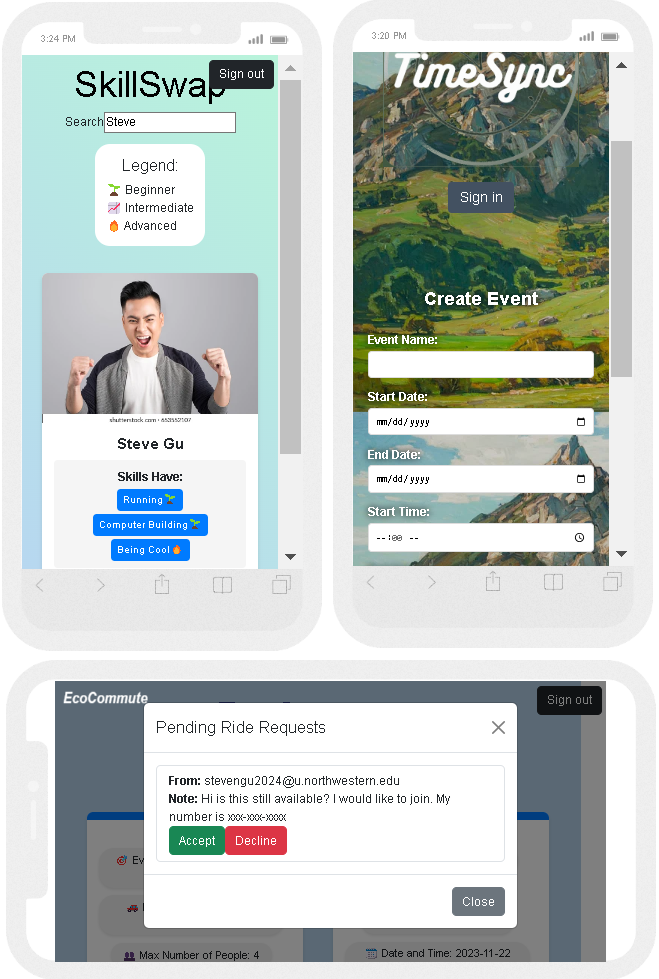 3:24 PM
SkillSwap
Sign out
Search Steve
Legend:
Beginner
Intermediate
Advanced
shutterstock.com · 653552107
Steve Gu
Skills Have:
Running
Computer Building
Being Cool
3:20 PM
TimeSync
Sign in
Create Event
Event Name:
Start Date:
mm/dd/yyyy
End Date:
mm/dd/yyyy
Start Time:
--:00 --
EcoCommute
Sign out
Pending Ride Requests
From: stevengu2024@u.northwestern.edu
Note: Hi is this still available? I would like to join. My
number is xxx-xxx-xxxx
Accept Decline
Close
Max Number of People: 4
Date and Time: 2023-11-22